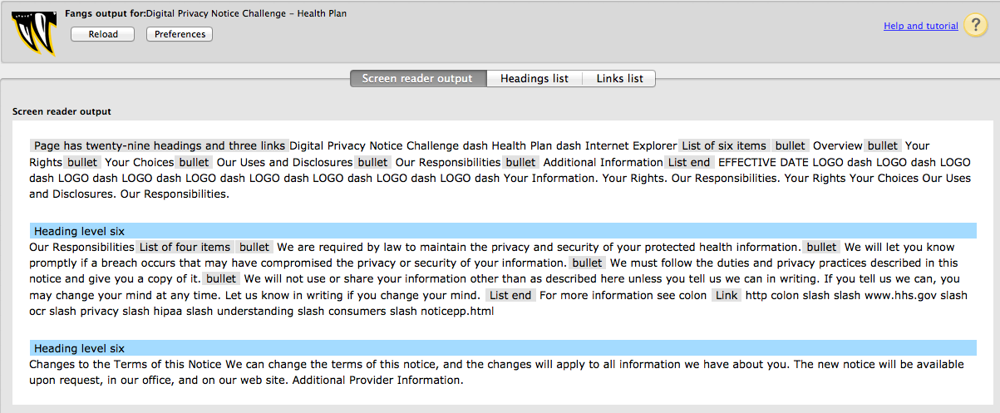 Fangs output for:Digital Privacy Notice Challenge – Health Plan
Reload Preferences
Help and tutorial ?
Screen reader output Headings list Links list
Screen reader output
Page has twenty-nine headings and three links Digital Privacy Notice Challenge dash Health Plan dash Internet Explorer List of six items bullet Overview bullet Your
Rights bullet Your Choices bullet Our Uses and Disclosures bullet Our Responsibilities bullet Additional Information List end EFFECTIVE DATE LOGO dash LOGO dash LOGO
dash LOGO dash LOGO dash LOGO dash LOGO dash LOGO dash LOGO dash LOGO dash LOGO dash Your Information. Your Rights. Our Responsibilities. Your Rights Your Choices Our Uses
and Disclosures. Our Responsibilities.
Heading level six
Our Responsibilities List of four items bullet We are required by law to maintain the privacy and security of your protected health information. bullet We will let you know
promptly if a breach occurs that may have compromised the privacy or security of your information. bullet We must follow the duties and privacy practices described in this
notice and give you a copy of it. bullet We will not use or share your information other than as described here unless you tell us we can in writing. If you tell us we can, you
may change your mind at any time. Let us know in writing if you change your mind. List end For more information see colon Link http colon slash slash www.hhs.gov slash
ocr slash privacy slash hipaa slash understanding slash consumers slash noticepp.html
Heading level six
Changes to the Terms of this Notice We can change the terms of this notice, and the changes will apply to all information we have about you. The new notice will be available
upon request, in our office, and on our web site. Additional Provider Information.